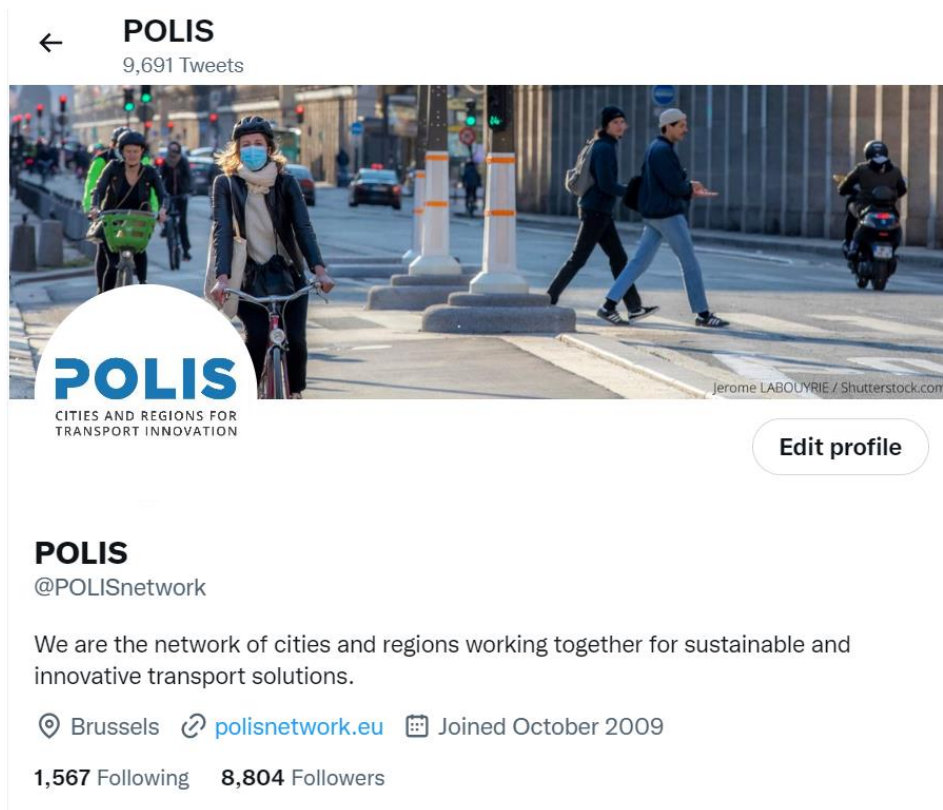 POLIS
9,691 Tweets
Jerome LABOUYRIE / Shutterstock.com
POLIS
CITIES AND REGIONS FOR
TRANSPORT INNOVATION
Edit profile
POLIS
@POLISnetwork
We are the network of cities and regions working together for sustainable and
innovative transport solutions.
Brussels polisnetwork.eu Joined October 2009
1,567 Following 8,804 Followers